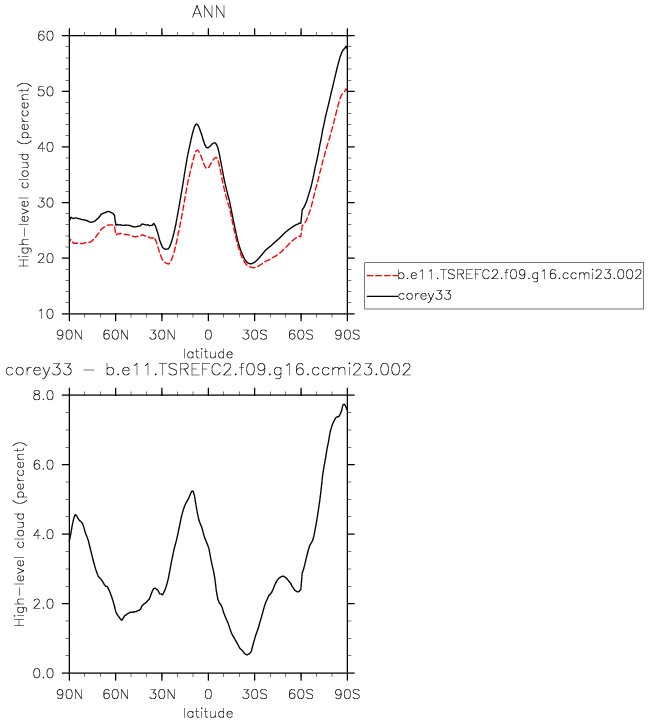 ANN
60
50
40
30
20
10
High-level cloud (percent)
90N 60N 30N 0 30S 60S 90S
latitude
b.e11.TSREFC2.f09.g16.ccmi23.002
corey33
corey33 - b.e11.TSREFC2.f09.g16.ccmi23.002
8.0
6.0
4.0
2.0
0.0
High-level cloud (percent)
90N 60N 30N 0 30S 60S 90S
latitude